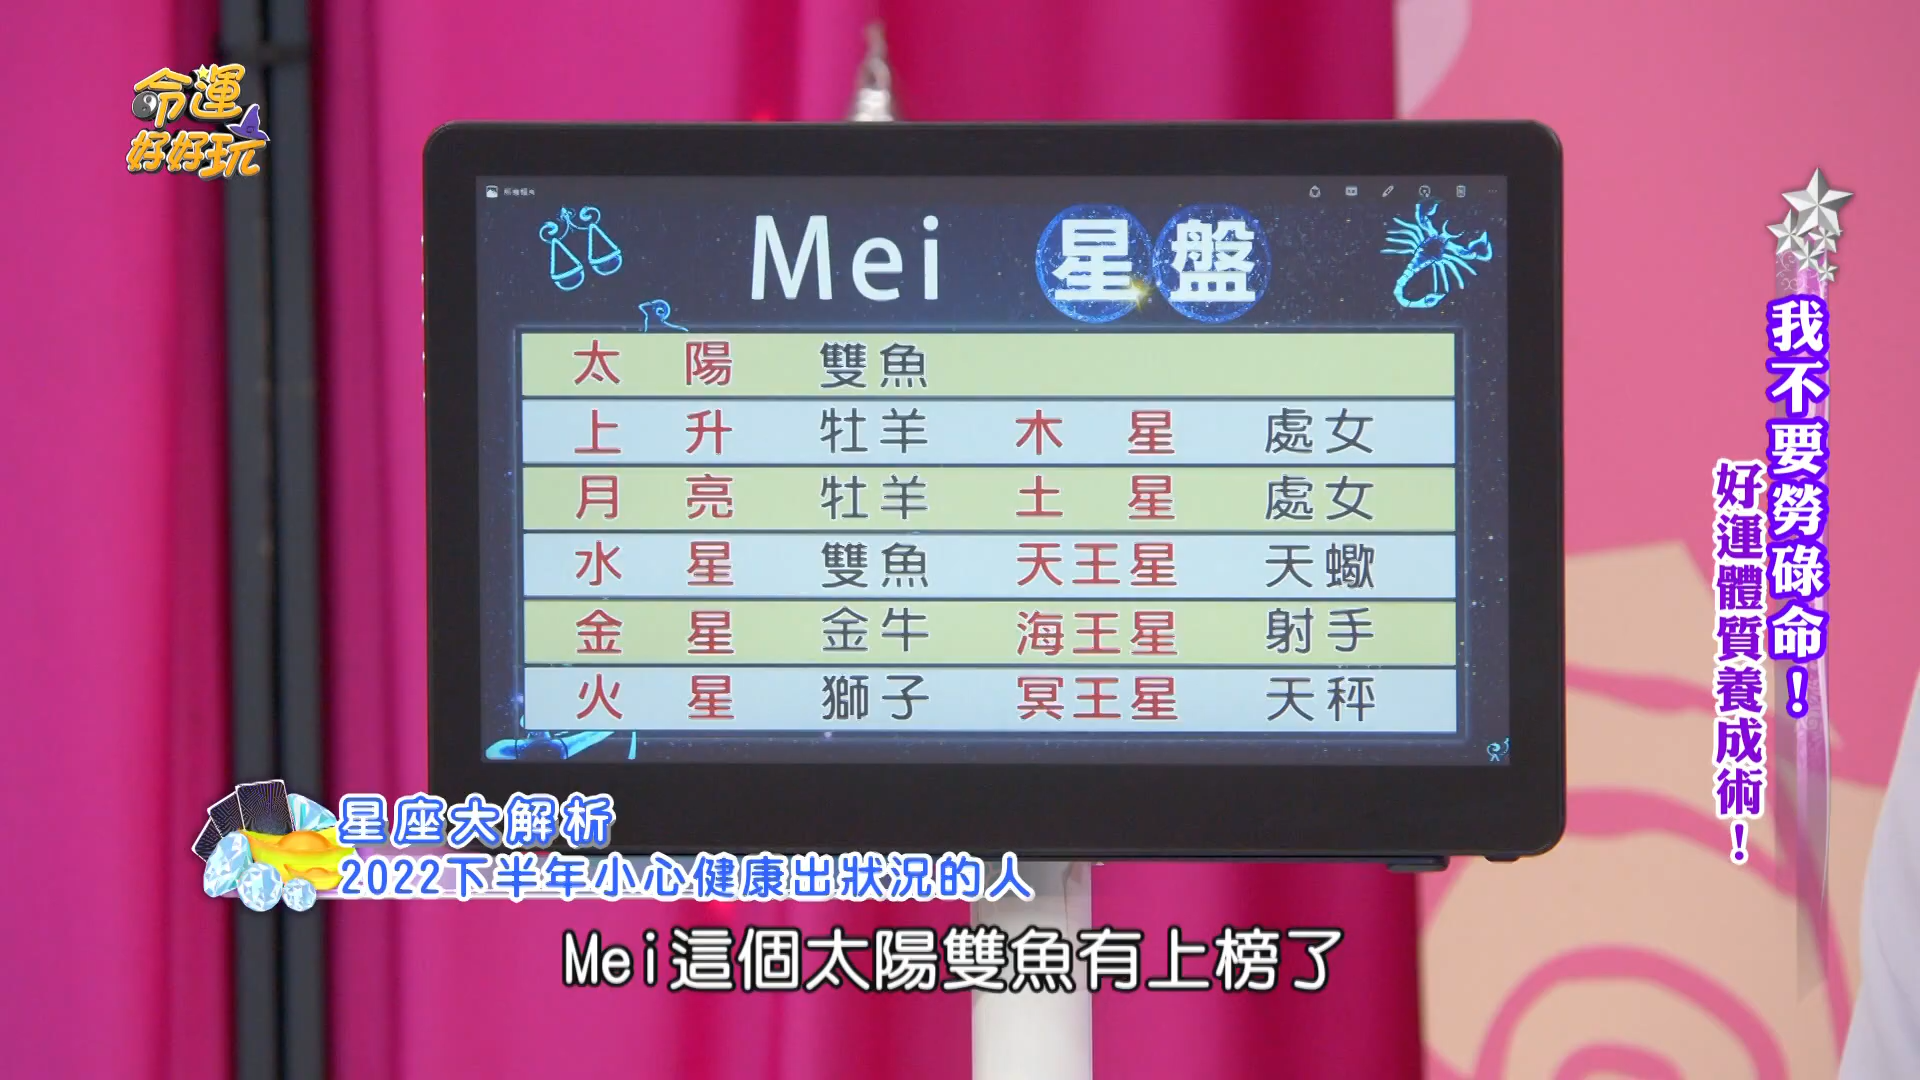 命運
好好玩
Mei 星盤
太陽 雙魚
上升 牡羊 木星 處女
月亮 牡羊 土星 處女
水星 雙魚 天王星 天蠍
金星 金牛 海王星 射手
火星 獅子 冥王星 天秤
我不要勞碌命！
好運體質養成術！
星座大解析
2022下半年小心健康出狀況的人
Mei這個太陽雙魚有上榜了